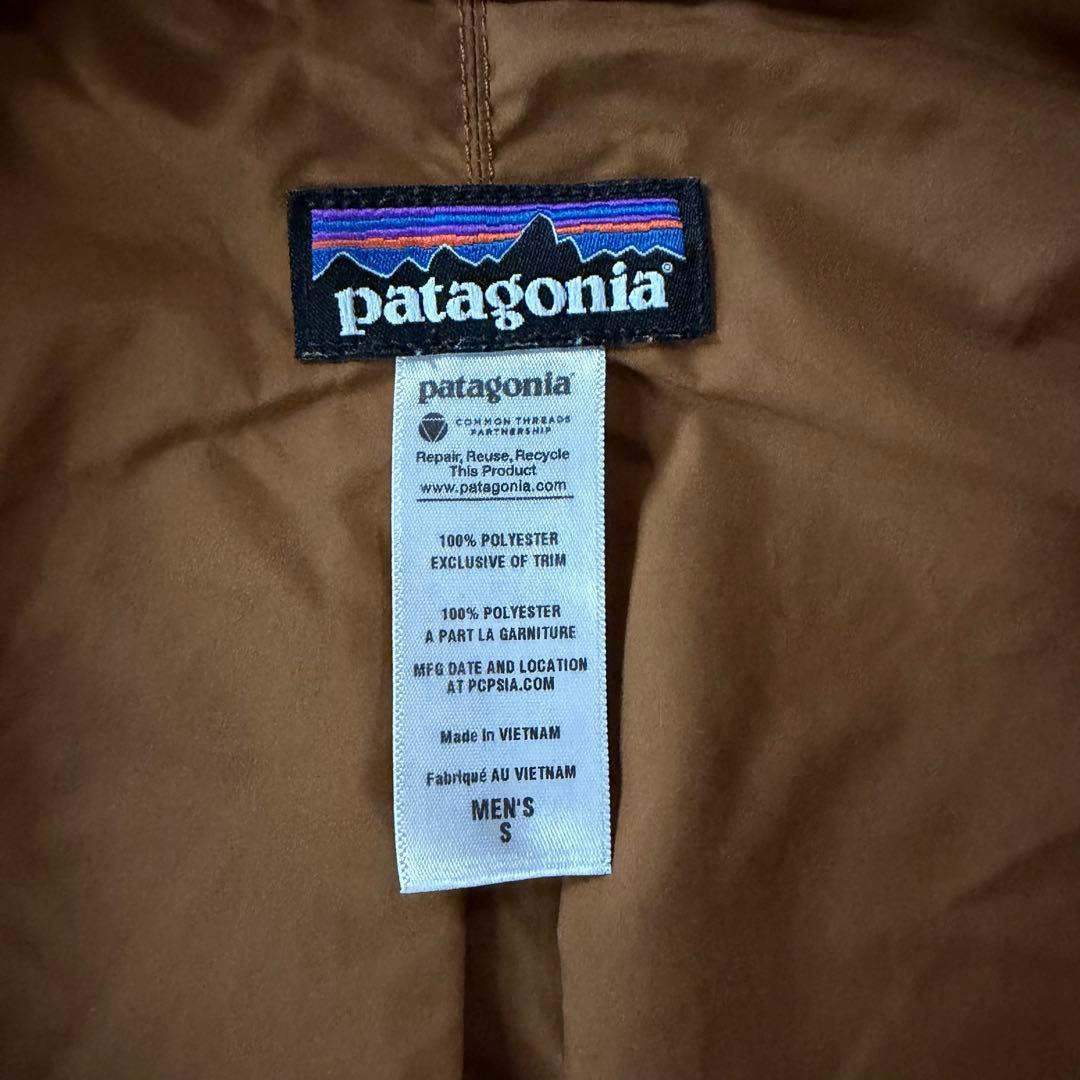 patagonia®
patagonia®
COMMON THREADS
PARTNERSHIP
Repair, Reuse, Recycle
This Product
www.patagonia.com
100% POLYESTER
EXCLUSIVE OF TRIM
100% POLYESTER
A PART LA GARNITURE
MFG DATE AND LOCATION
AT PCPSIA.COM
Made in VIETNAM
Fabriqué AU VIETNAM
MEN'S
S